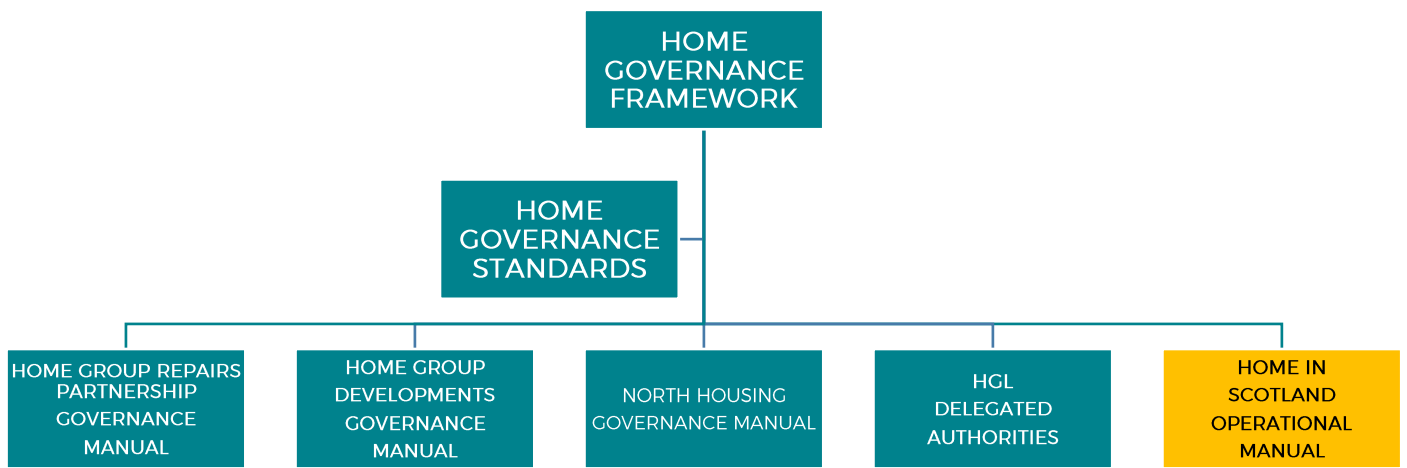 HOME
GOVERNANCE
FRAMEWORK
HOME
GOVERNANCE
STANDARDS
HOME GROUP REPAIRS
PARTNERSHIP
GOVERNANCE
MANUAL
HOME GROUP
DEVELOPMENTS
GOVERNANCE
MANUAL
NORTH HOUSING
GOVERNANCE MANUAL
HGL
DELEGATED
AUTHORITIES
HOME IN
SCOTLAND
OPERATIONAL
MANUAL